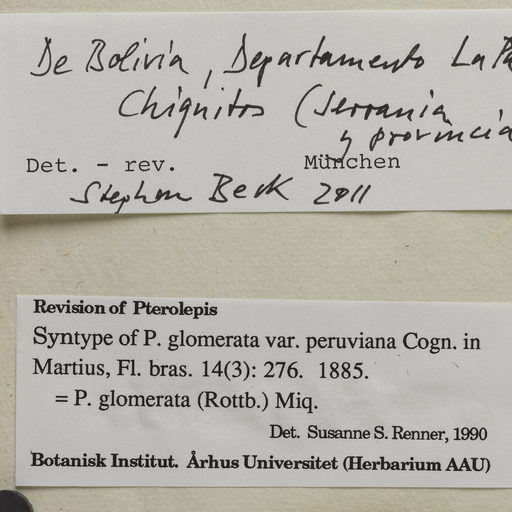 De Bolivia, Departamento La Pa
Chiquitos (Serrania
y provincia
Det. - rev. München
Stephan Beck 2011
Revision of Pterolepis
Syntype of P. glomerata var. peruviana Cogn. in
Martius, Fl. bras. 14(3): 276. 1885.
= P. glomerata (Rottb.) Miq.
Det. Susanne S. Renner, 1990
Botanisk Institut. Århus Universitet (Herbarium AAU)